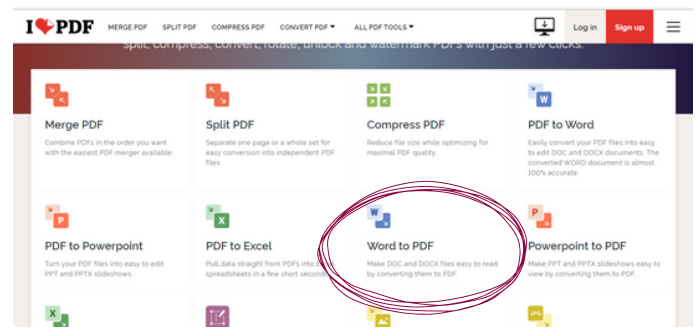 I PDF
MERGE PDF
SPLIT PDF
COMPRESS PDF
CONVERT PDF
ALL PDF TOOLS
Log in
Sign up
split, compress, convert, rotate, unlock and watermark PDFs with just a few clicks.
Merge PDF
Combine PDFs in the order you want
with the easiest PDF merger available.
Split PDF
Separate one page or a whole set for
easy conversion into independent PDF
files.
Compress PDF
Reduce file size while optimizing for
maximal PDF quality.
W
PDF to Word
Easily convert your PDF files into easy
to edit DOC and DOCX documents. The
converted WORD document is almost
100% accurate.
P
PDF to Powerpoint
Turn your PDF files into easy to edit
PPT and PPTX slideshows.
X
PDF to Excel
Pull data straight from PDFs into
spreadsheets in a few short seconds.
W
Word to PDF
Make DOC and DOCX files easy to read
by converting them to PDF.
P
Powerpoint to PDF
Make PPT and PPTX slideshows easy to
view by converting them to PDF.
X
JPG